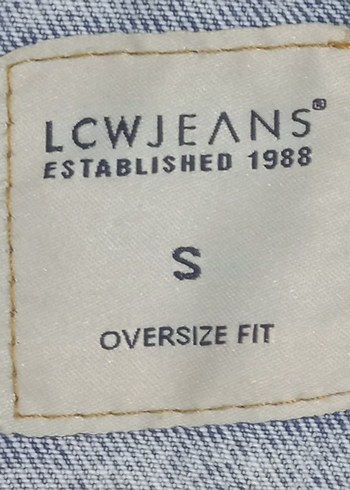 LCWJEANS®
ESTABLISHED 1988
S
OVERSIZE FIT